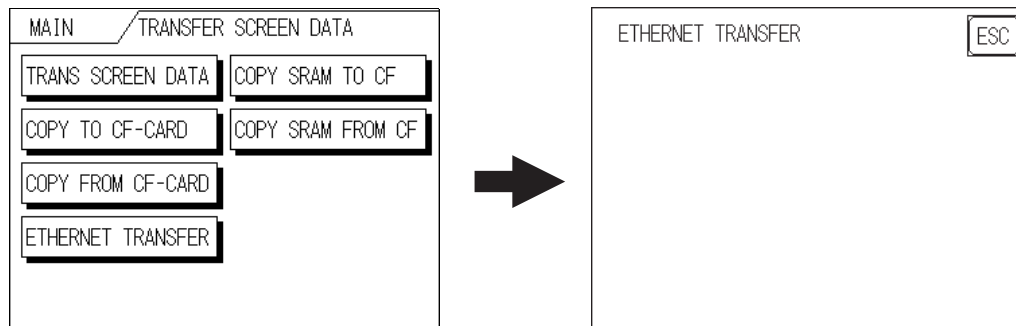 MAIN
TRANSFER SCREEN DATA
TRANS SCREEN DATA
COPY SRAM TO CF
COPY TO CF-CARD
COPY SRAM FROM CF
COPY FROM CF-CARD
ETHERNET TRANSFER
ETHERNET TRANSFER
ESC